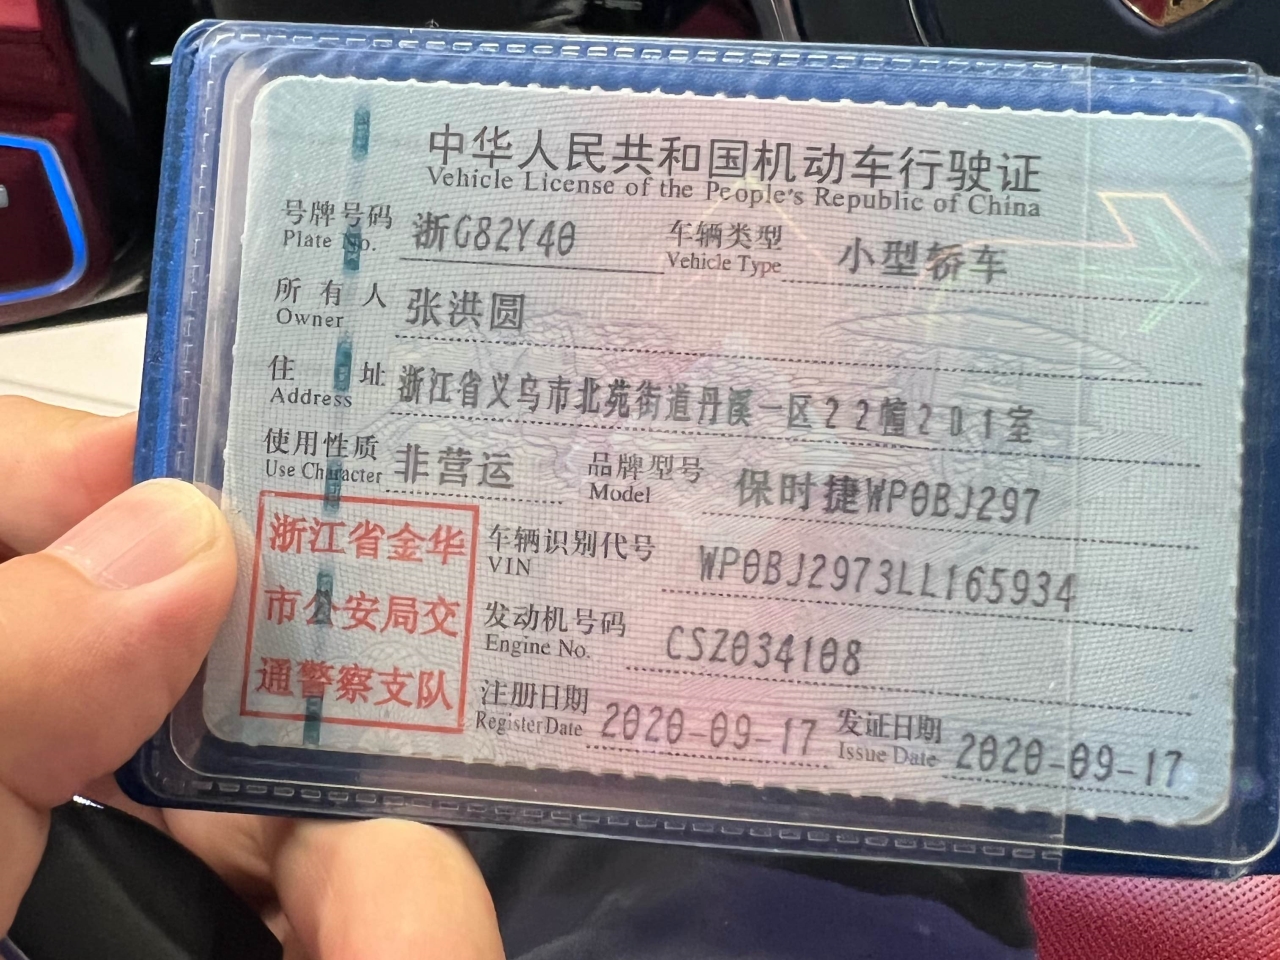 中华人民共和国机动车行驶证
Vehicle License of the People's Republic of China
号牌号码 浙G82Y40 车辆类型 小型轿车
Plate No. Vehicle Type
所有人 张洪圆
Owner
住址 浙江省义乌市北苑街道丹溪一区22幢201室
Address
使用性质 非营运 品牌型号 保时捷WP0BJ297
Use Character Model
浙江省金华
市公安局交
通警察支队
车辆识别代号 WP0BJ2973LL165934
VIN
发动机号码 CSZ034108
Engine No.
注册日期 2020-09-17 发证日期 2020-09-17
Register Date Issue Date